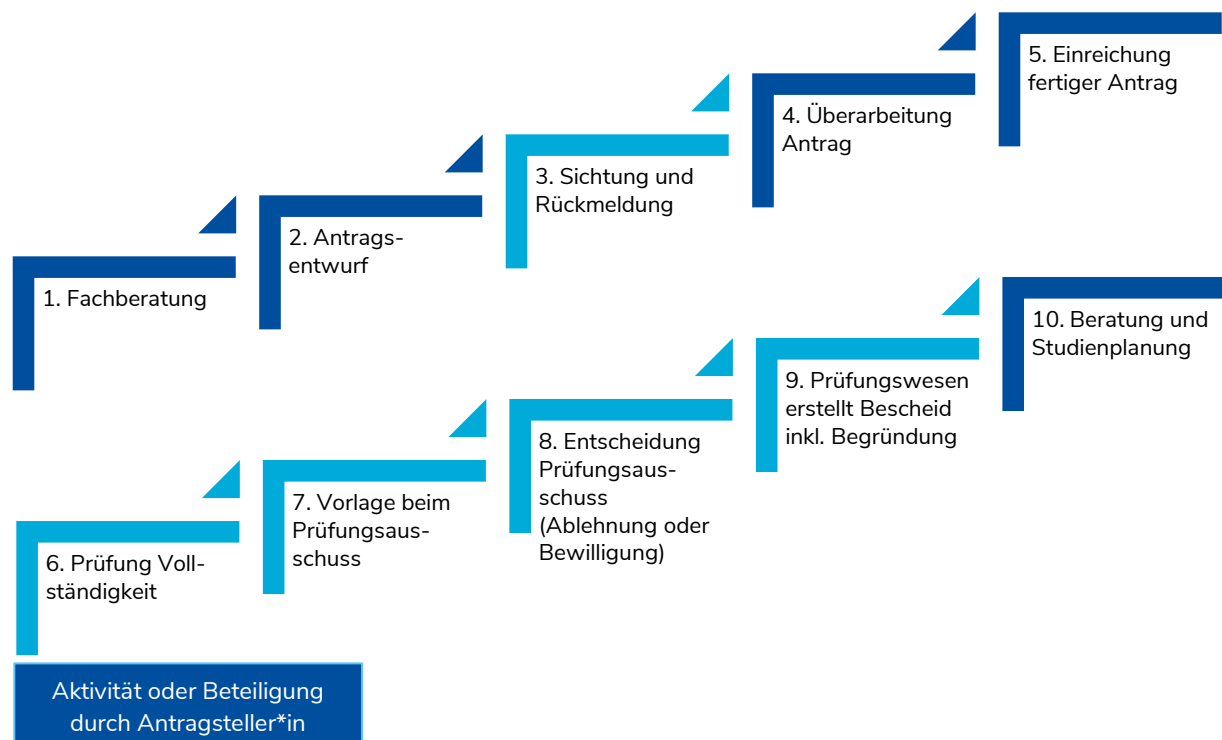 1. Fachberatung
2. Antrags-
entwurf
3. Sichtung und
Rückmeldung
4. Überarbeitung
Antrag
5. Einreichung
fertiger Antrag
6. Prüfung Voll-
ständigkeit
7. Vorlage beim
Prüfungsaus-
schuss
8. Entscheidung
Prüfungsaus-
schuss
(Ablehnung oder
Bewilligung)
9. Prüfungswesen
erstellt Bescheid
inkl. Begründung
10. Beratung und
Studienplanung
Aktivität oder Beteiligung
durch Antragsteller*in